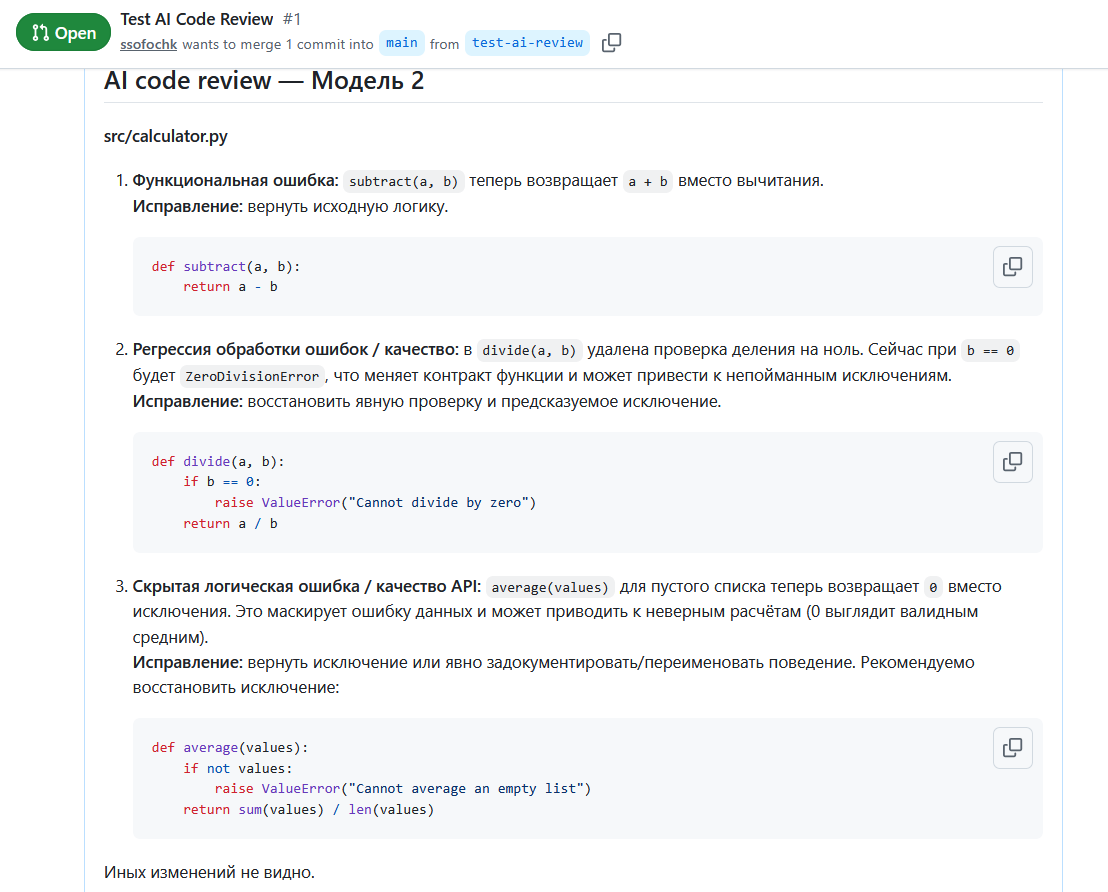 Open
Test AI Code Review #1
ssofochk wants to merge 1 commit into main from test-ai-review
AI code review — Модель 2
src/calculator.py
1. Функциональная ошибка: subtract(a, b) теперь возвращает a + b вместо вычитания.
Исправление: вернуть исходную логику.
def subtract(a, b):
    return a - b
2. Регрессия обработки ошибок / качество: в divide(a, b) удалена проверка деления на ноль. Сейчас при b == 0
будет ZeroDivisionError, что меняет контракт функции и может привести к непойманным исключениям.
Исправление: восстановить явную проверку и предсказуемое исключение.
def divide(a, b):
    if b == 0:
        raise ValueError("Cannot divide by zero")
    return a / b
3. Скрытая логическая ошибка / качество API: average(values) для пустого списка теперь возвращает 0 вместо
исключения. Это маскирует ошибку данных и может приводить к неверным расчётам (0 выглядит валидным
средним).
Исправление: вернуть исключение или явно задокументировать/переименовать поведение. Рекомендуемо
восстановить исключение:
def average(values):
    if not values:
        raise ValueError("Cannot average an empty list")
    return sum(values) / len(values)
Иных изменений не видно.